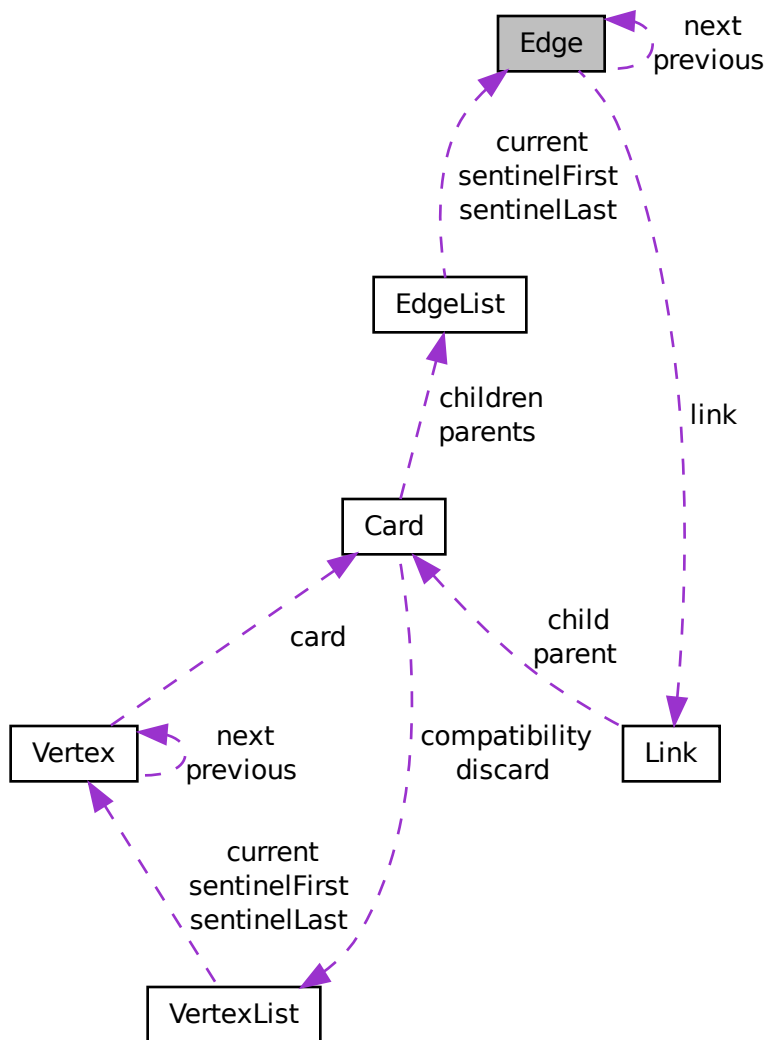 Edge
next
previous
current
sentinelFirst
sentinelLast
EdgeList
children
parents
link
Card
card
child
parent
Vertex
next
previous
compatibility
discard
Link
current
sentinelFirst
sentinelLast
VertexList